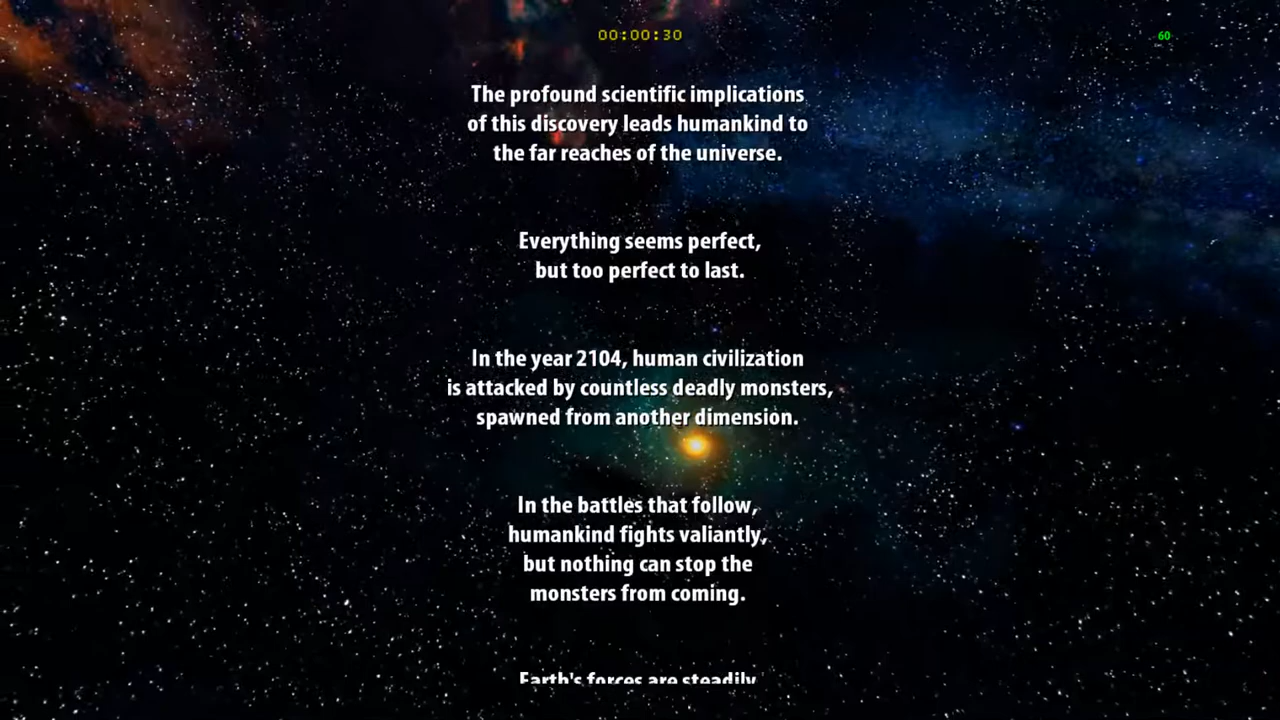 00:00:30
60
The profound scientific implications
of this discovery leads humankind to
the far reaches of the universe.
Everything seems perfect,
but too perfect to last.
In the year 2104, human civilization
is attacked by countless deadly monsters,
spawned from another dimension.
In the battles that follow,
humankind fights valiantly,
but nothing can stop the
monsters from coming.
Earth's forces are steadily